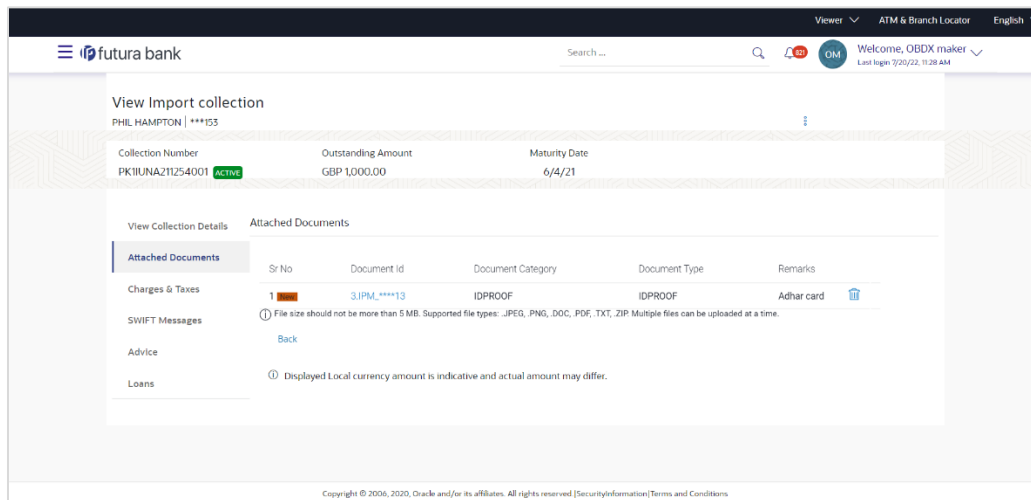 Viewer ATM & Branch Locator English
futura bank Search ... 821 OM Welcome, OBDX maker
Last login 7/20/22, 11:28 AM
View Import collection
PHIL HAMPTON | ***153
Collection Number Outstanding Amount Maturity Date
PK1IUNA211254001 ACTIVE GBP 1,000.00 6/4/21
View Collection Details
Attached Documents
Charges & Taxes
SWIFT Messages
Advice
Loans
Attached Documents
Sr No Document Id Document Category Document Type Remarks
1 New 3.IPM_****13 IDPROOF IDPROOF Adhar card
File size should not be more than 5 MB. Supported file types: .JPEG, .PNG, .DOC, .PDF, .TXT, .ZIP. Multiple files can be uploaded at a time.
Back
Displayed Local currency amount is indicative and actual amount may differ.
Copyright © 2006, 2020, Oracle and/or its affiliates. All rights reserved.|SecurityInformation|Terms and Conditions